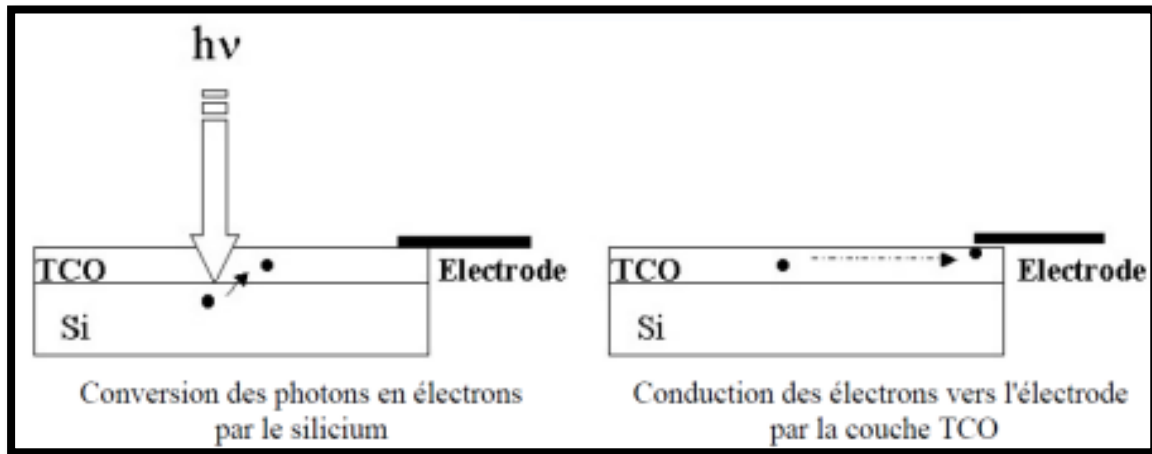 hν
TCO
Electrode
Si
Conversion des photons en électrons
par le silicium
TCO
Electrode
Si
Conduction des électrons vers l'électrode
par la couche TCO